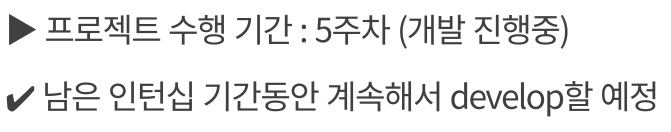 ▶ 프로젝트 수행 기간 : 5주차 (개발 진행중)
✔ 남은 인턴십 기간동안 계속해서 develop할 예정